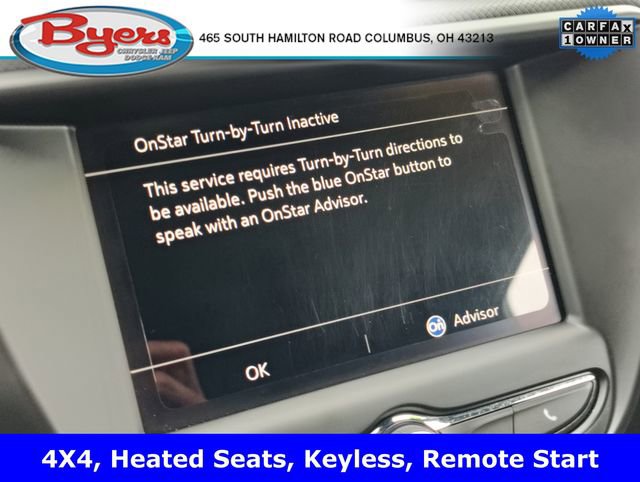 Byers
CHRYSLER JEEP
DODGE RAM
465 SOUTH HAMILTON ROAD COLUMBUS, OH 43213
CARFAX
1 OWNER
OnStar Turn-by-Turn Inactive
This service requires Turn-by-Turn directions to
be available. Push the blue OnStar button to
speak with an OnStar Advisor.
OK
On Advisor
4X4, Heated Seats, Keyless, Remote Start